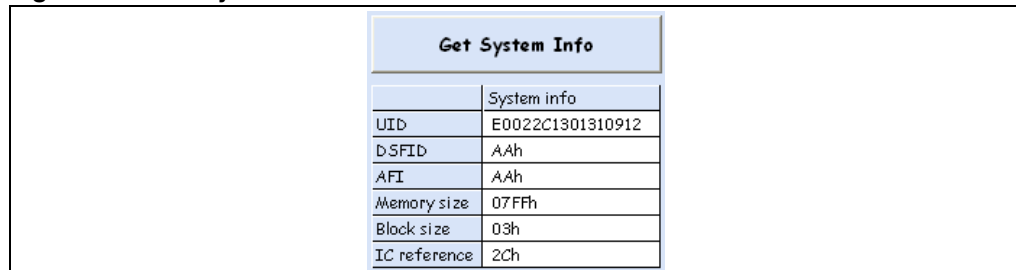 Get System Info
System info
UID E0022C1301310912
DSFID AAh
AFI AAh
Memory size 07FFh
Block size 03h
IC reference 2Ch